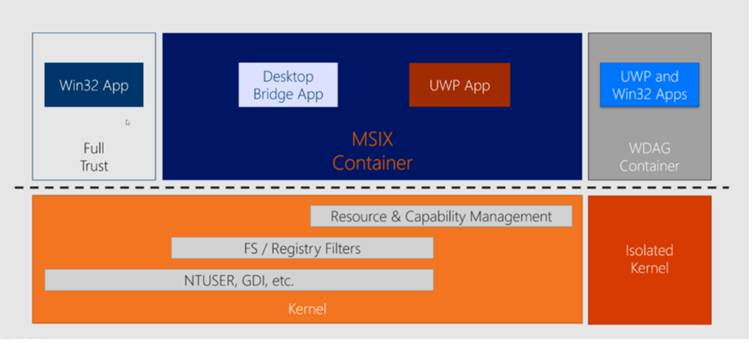 Win32 App
Desktop
Bridge App
UWP App
UWP and
Win32 Apps
Full
Trust
MSIX
Container
WDAG
Container
Resource & Capability Management
FS / Registry Filters
NTUSER, GDI, etc.
Kernel
Isolated
Kernel